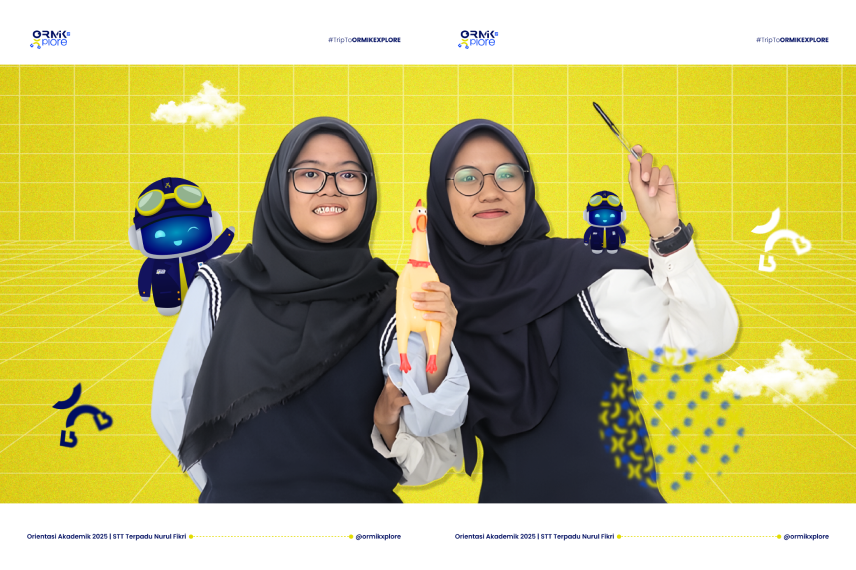 ORMIK
Xplore
#TripToORMIKEXPLORE
ORMIK
Xplore
#TripToORMIKEXPLORE
Orientasi Akademik 2025 | STT Terpadu Nurul Fikri
@ormikxplore
Orientasi Akademik 2025 | STT Terpadu Nurul Fikri
@ormikxplore